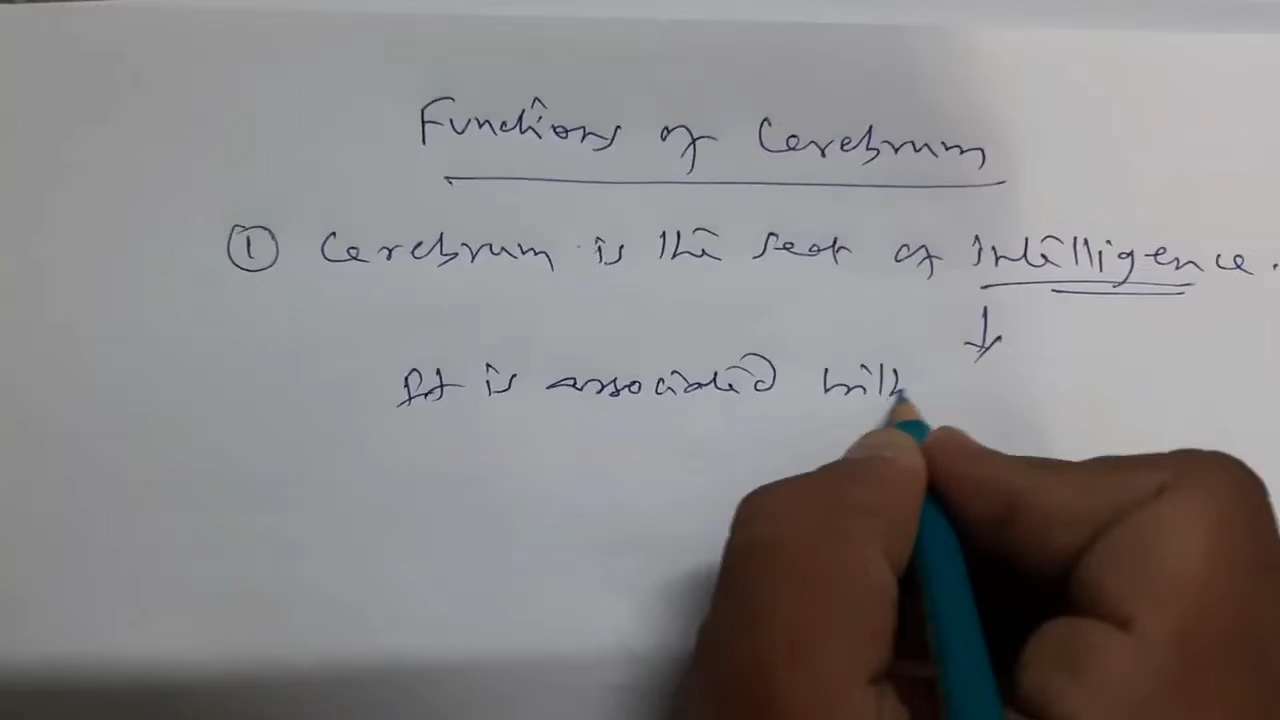 Functions of Cerebrum
① Cerebrum is the seat of intelligence.
↓
It is associated with